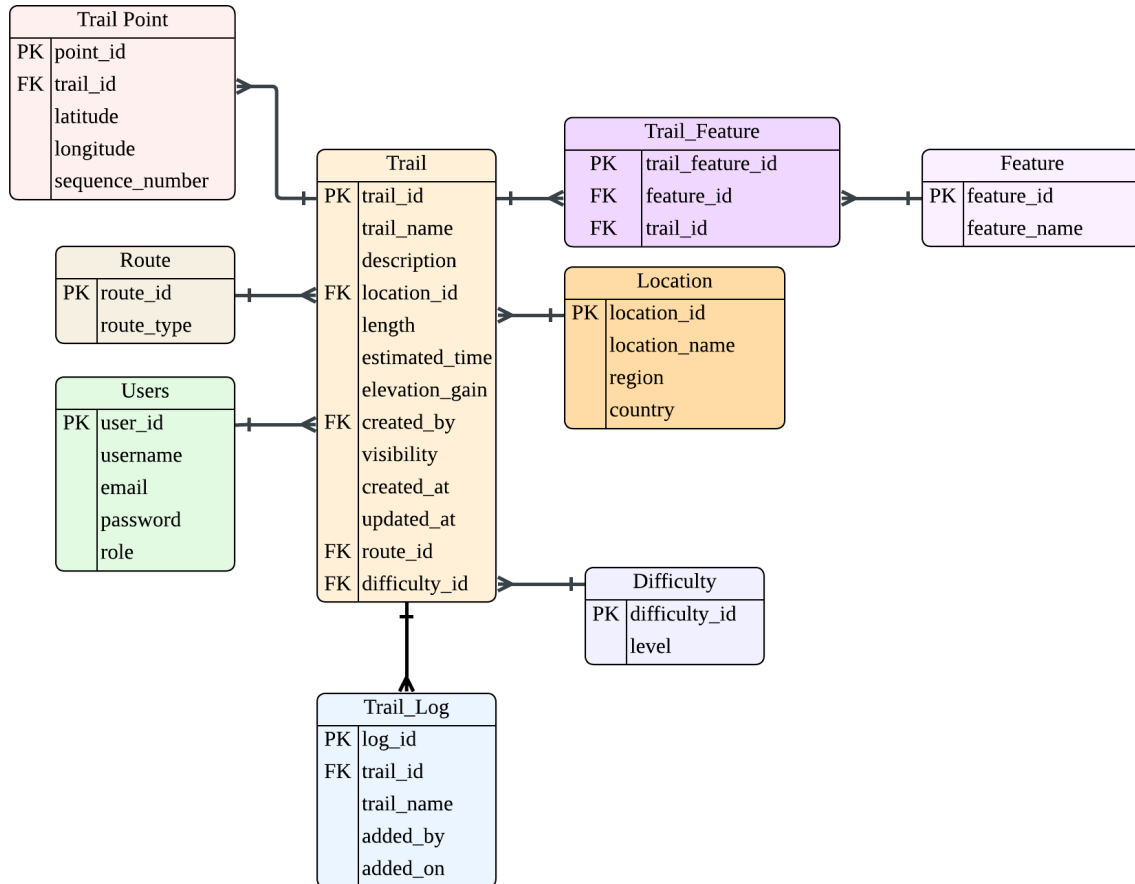 Trail Point
PK point_id
FK trail_id
latitude
longitude
sequence_number
Trail
PK trail_id
trail_name
description
FK location_id
length
estimated_time
elevation_gain
FK created_by
visibility
created_at
updated_at
FK route_id
FK difficulty_id
Trail_Feature
PK trail_feature_id
FK feature_id
FK trail_id
Feature
PK feature_id
feature_name
Route
PK route_id
route_type
Location
PK location_id
location_name
region
country
Users
PK user_id
username
email
password
role
Difficulty
PK difficulty_id
level
Trail_Log
PK log_id
FK trail_id
trail_name
added_by
added_on